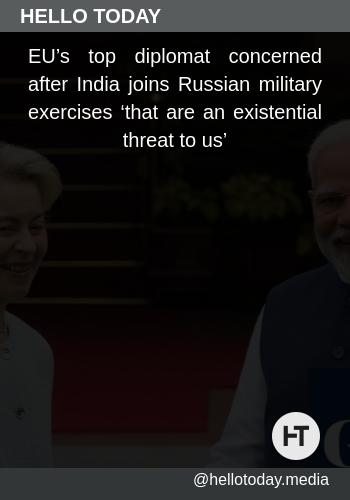 HELLO TODAY
EU’s top diplomat concerned
after India joins Russian military
exercises ‘that are an existential
threat to us’
HT
@hellotoday.media